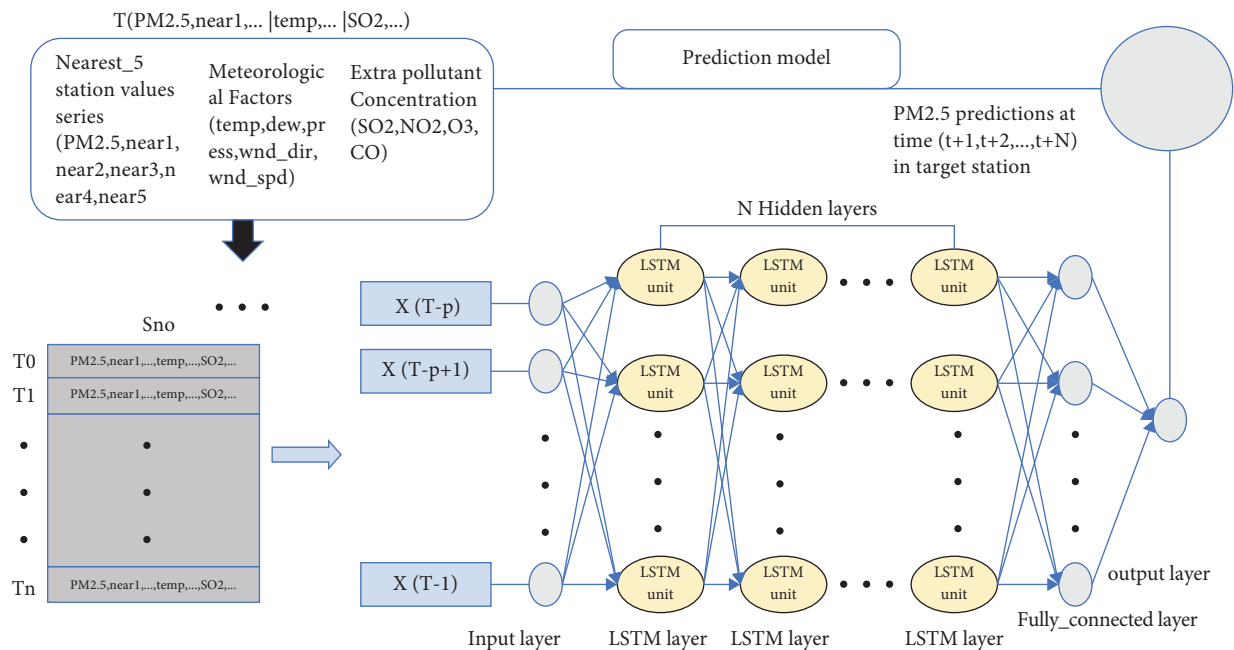 T(PM2.5,near1,... |temp,... |SO2,...)
Nearest_5
station values
series
(PM2.5,near1,
near2,near3,n
ear4,near5
Meteorologic
al Factors
(temp,dew,pr
ess,wnd_dir,
wnd_spd)
Extra pollutant
Concentration
(SO2,NO2,O3,
CO)
Prediction model
PM2.5 predictions at
time (t+1,t+2,...,t+N)
in target station
N Hidden layers
Sno
T0
PM2.5,near1,...,temp,...,SO2,...
T1
PM2.5,near1,...,temp,...,SO2,...
Tn
PM2.5,near1,...,temp,...,SO2,...
X (T-p)
X (T-p+1)
X (T-1)
LSTM
unit
LSTM
unit
LSTM
unit
LSTM
unit
LSTM
unit
LSTM
unit
LSTM
unit
LSTM
unit
LSTM
unit
output layer
Fully_connected layer
Input layer
LSTM layer
LSTM layer
LSTM layer